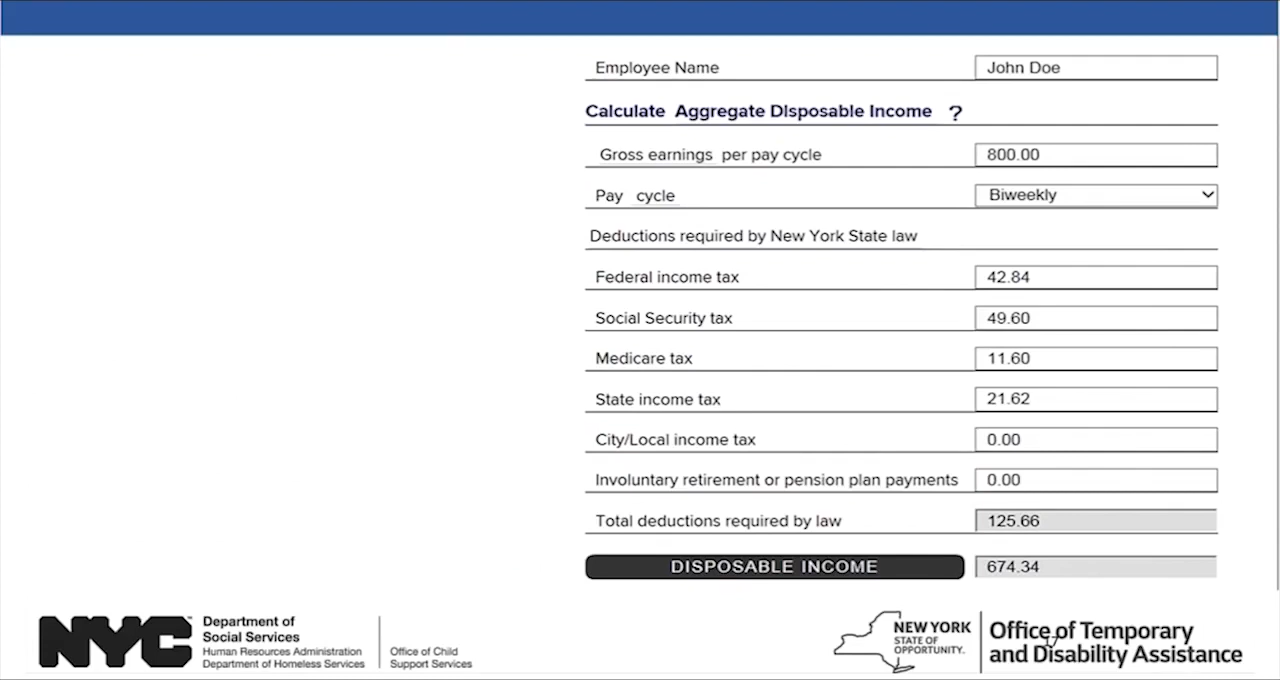 Employee Name John Doe
Calculate Aggregate Disposable Income ?
Gross earnings per pay cycle 800.00
Pay cycle Biweekly
Deductions required by New York State law
Federal income tax 42.84
Social Security tax 49.60
Medicare tax 11.60
State income tax 21.62
City/Local income tax 0.00
Involuntary retirement or pension plan payments 0.00
Total deductions required by law 125.66
DISPOSABLE INCOME 674.34
NYC
Department of
Social Services
Human Resources Administration
Department of Homeless Services
Office of Child
Support Services
NEW YORK
STATE OF
OPPORTUNITY.
Office of Temporary
and Disability Assistance